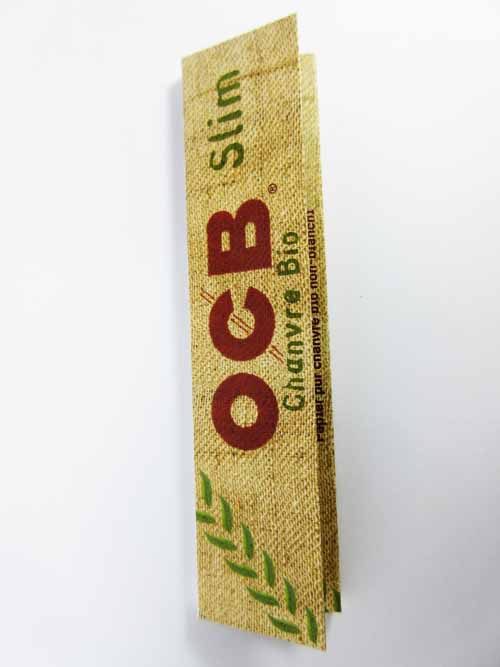 OCB® Slim
Chanvre Bio
Papier pur chanvre bio non-blanchi